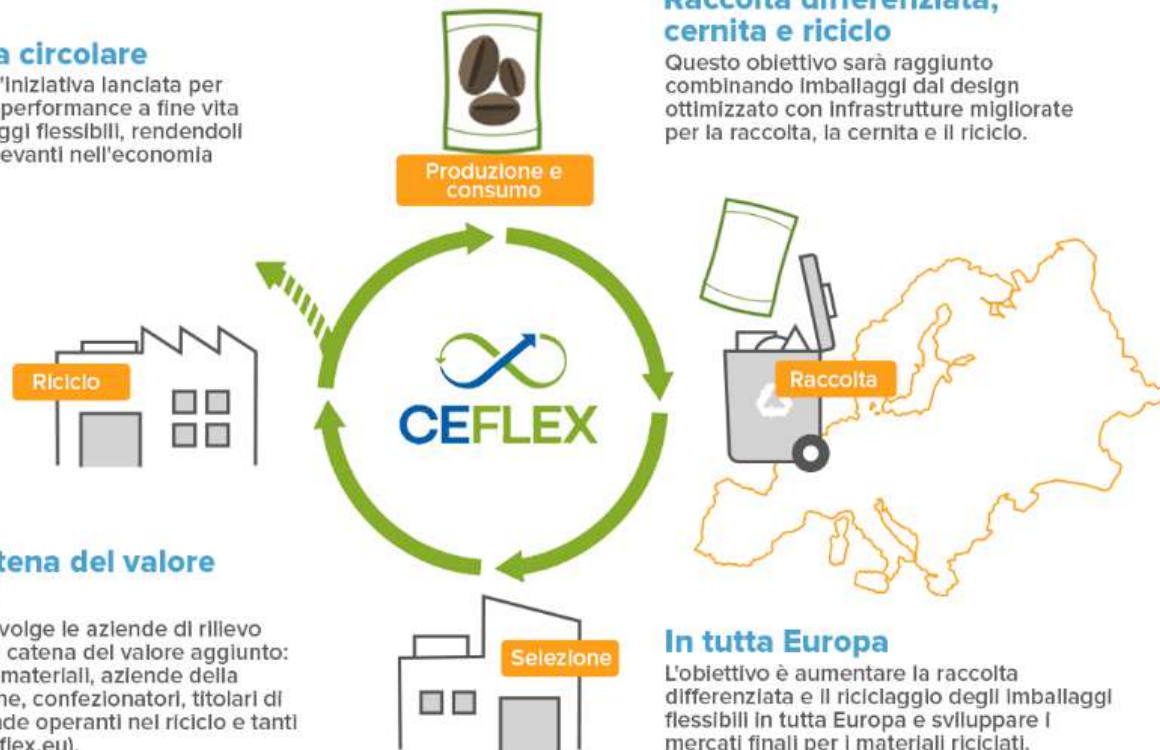 a circolare
l'iniziativa lanciata per
performance a fine vita
ggi flessibili, rendendoli
evanti nell'economia
Produzione e
consumo
Raccolta differenziata,
cernita e riciclo
Questo obiettivo sarà raggiunto
combinando imballaggi dal design
ottimizzato con infrastrutture migliorate
per la raccolta, la cernita e il riciclo.
Riciclo
CEFLEX
Raccolta
tena del valore
volge le aziende di rilievo
catena del valore aggiunto:
materiali, aziende della
ne, confezionatori, titolari di
nde operanti nel riciclo e tanti
flex.eu).
Selezione
In tutta Europa
L'obiettivo è aumentare la raccolta
differenziata e il riciclaggio degli imballaggi
flessibili in tutta Europa e sviluppare i
mercati finali per i materiali riciclati.